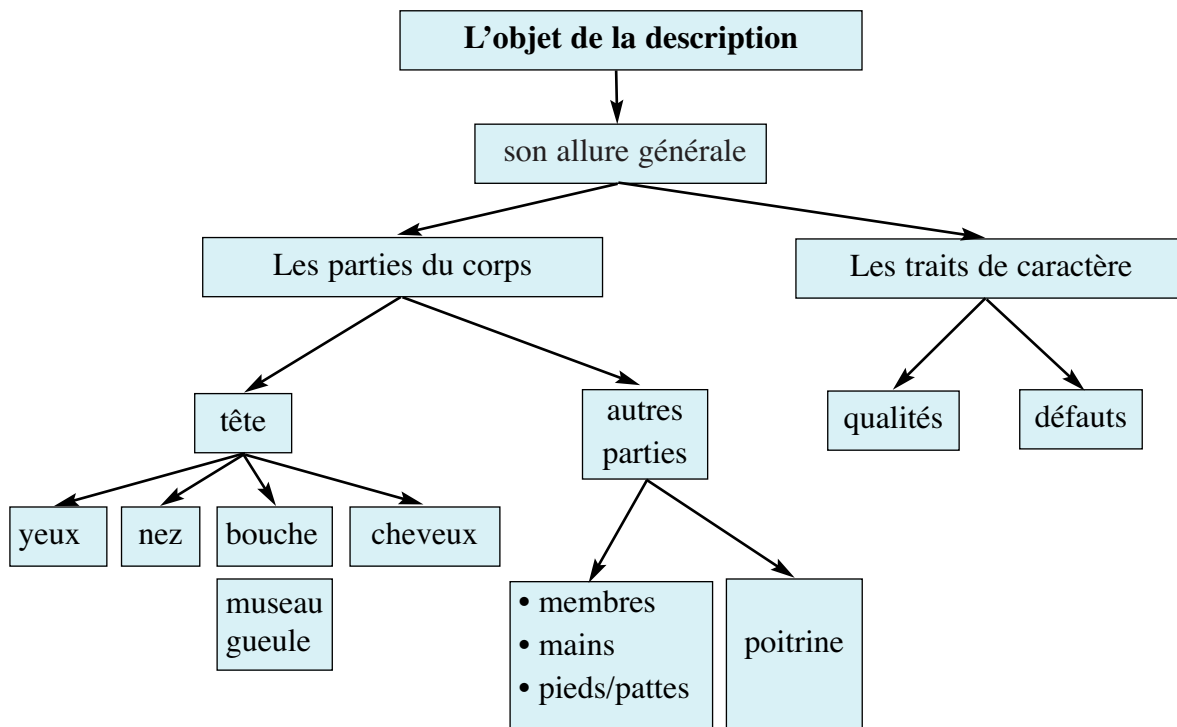 L'objet de la description
son allure générale
Les parties du corps
Les traits de caractère
tête
autres
parties
qualités
défauts
yeux
nez
bouche
cheveux
museau
gueule
• membres
• mains
• pieds/pattes
poitrine